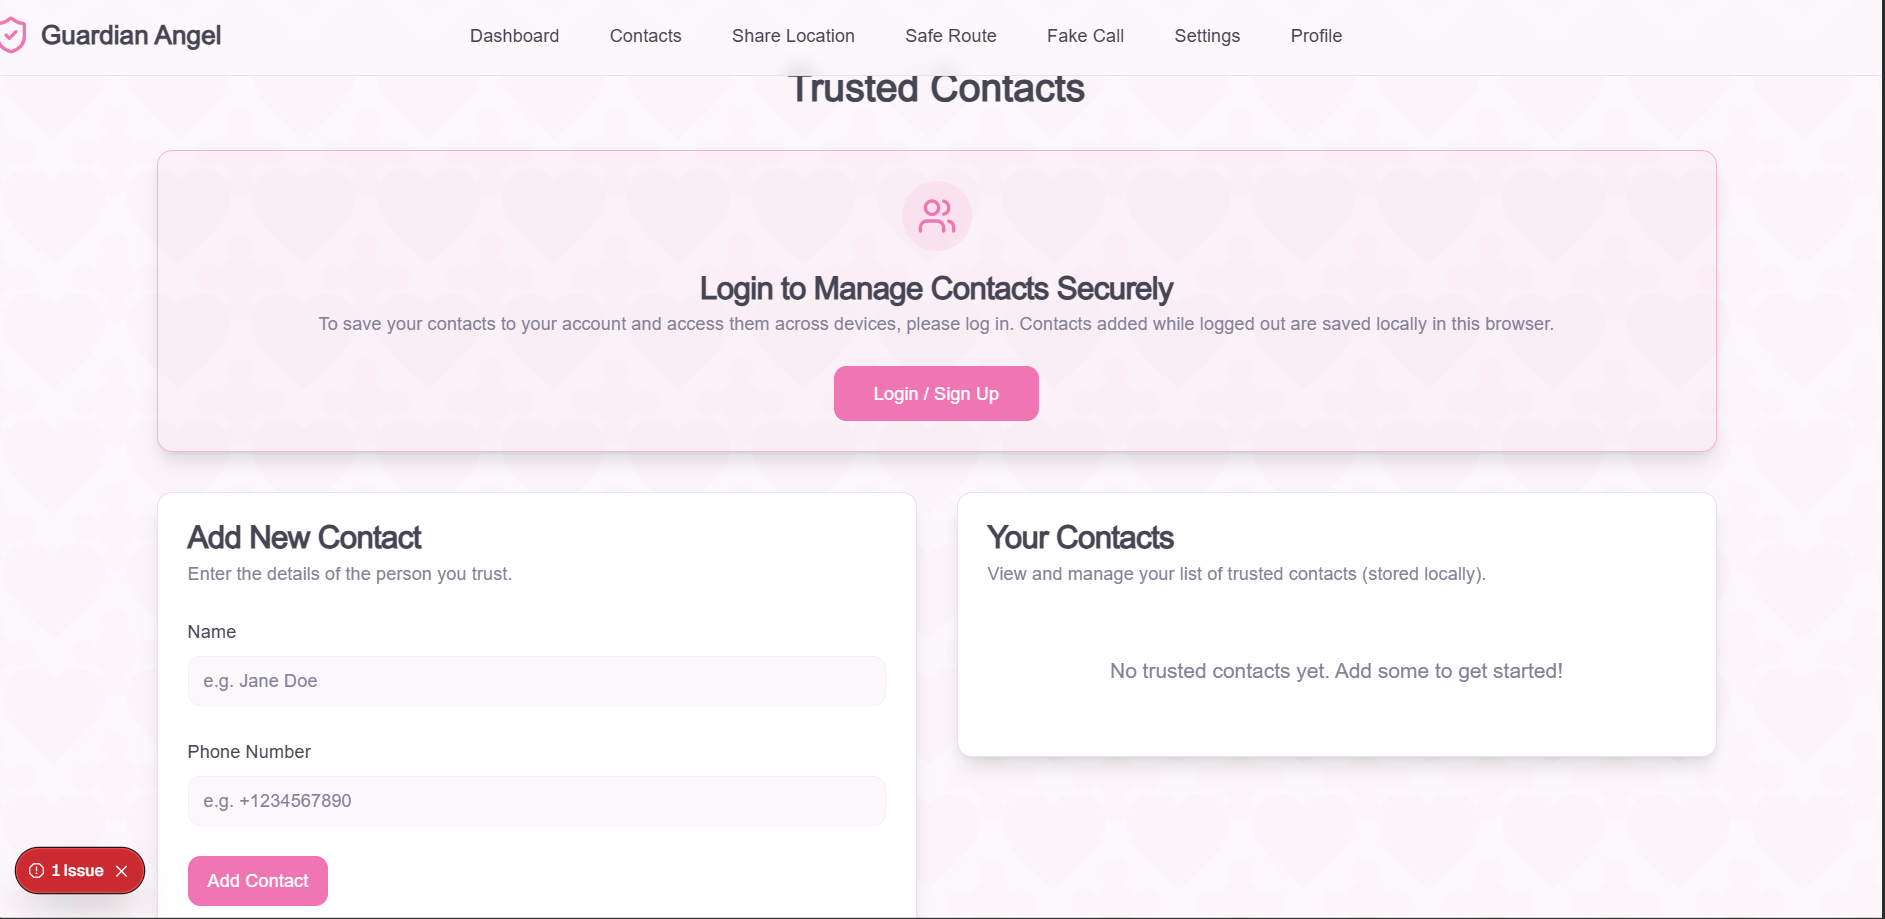 Guardian Angel
Dashboard
Contacts
Share Location
Safe Route
Fake Call
Settings
Profile
Trusted Contacts
Login to Manage Contacts Securely
To save your contacts to your account and access them across devices, please log in. Contacts added while logged out are saved locally in this browser.
Login / Sign Up
Add New Contact
Enter the details of the person you trust.
Name
e.g. Jane Doe
Phone Number
e.g. +1234567890
Add Contact
Your Contacts
View and manage your list of trusted contacts (stored locally).
No trusted contacts yet. Add some to get started!
1 Issue